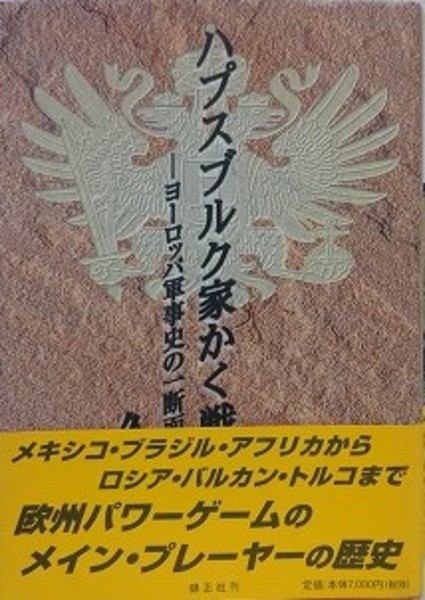 ハプスブルク家かく戦
―ヨーロッパ軍事史の一断面
久
メキシコ・ブラジル・アフリカから
ロシア・バルカン・トルコまで
欧州パワーゲームの
メイン・プレーヤーの歴史
錦正社刊
定価:本体7,000円(税別)